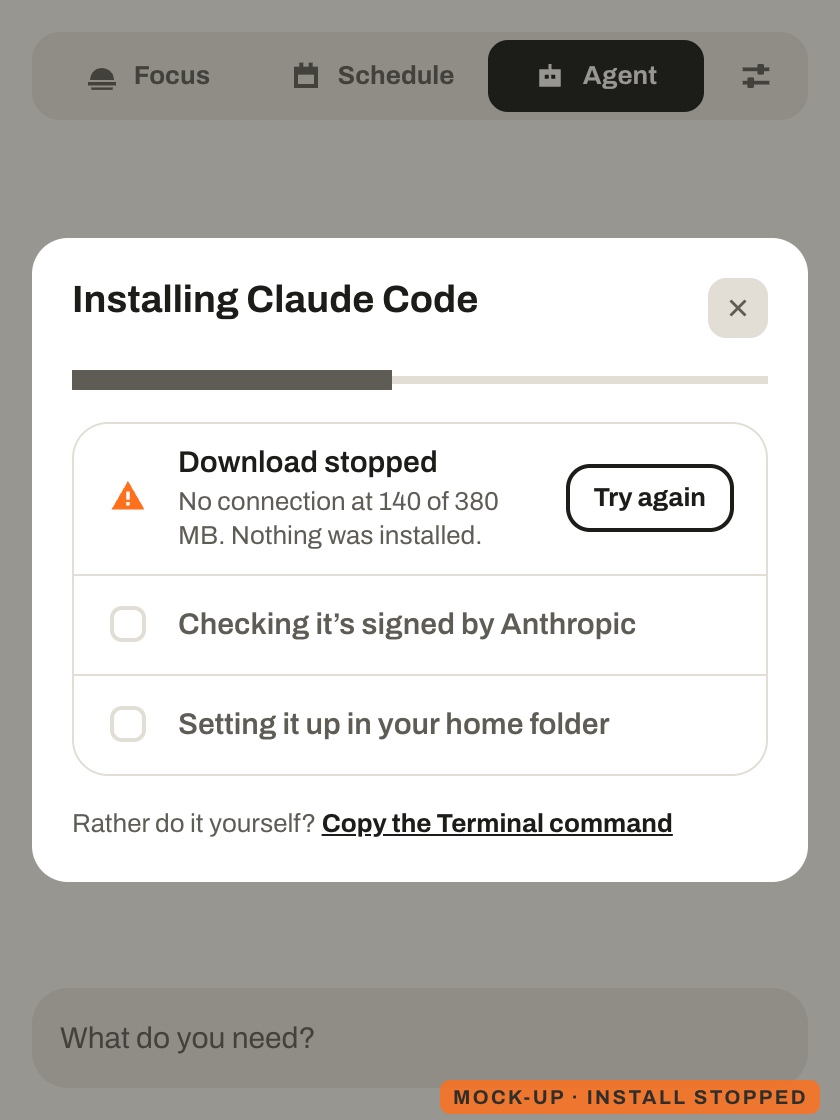 Focus
Schedule
Agent
Installing Claude Code
Download stopped
No connection at 140 of 380
MB. Nothing was installed.
Try again
Checking it’s signed by Anthropic
Setting it up in your home folder
Rather do it yourself? Copy the Terminal command
What do you need?
MOCK-UP · INSTALL STOPPED